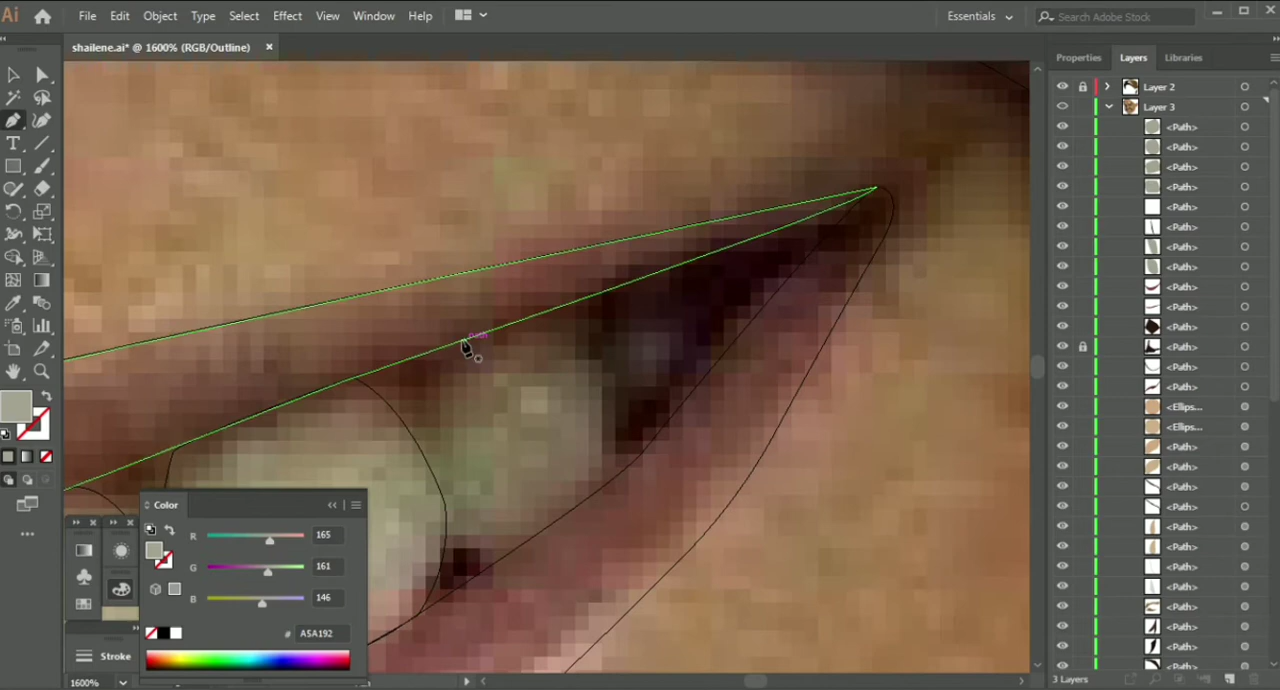 Ai File Edit Object Type Select Effect View Window Help Essentials Search Adobe Stock
shailene.ai* @ 1600% (RGB/Outline) ×
Properties Layers Libraries
Layer 2
Layer 3
<Path>
<Path>
<Path>
<Path>
<Path>
<Path>
<Path>
<Path>
<Path>
<Path>
<Path>
<Path>
<Path>
<Path>
<Ellips...
<Ellips...
<Path>
<Path>
<Path>
<Path>
<Path>
<Path>
<Path>
<Path>
<Path>
<Path>
<Path>
<Path>
path
Color
R 165
G 161
B 146
# A5A192
Stroke
1600%
3 Layers